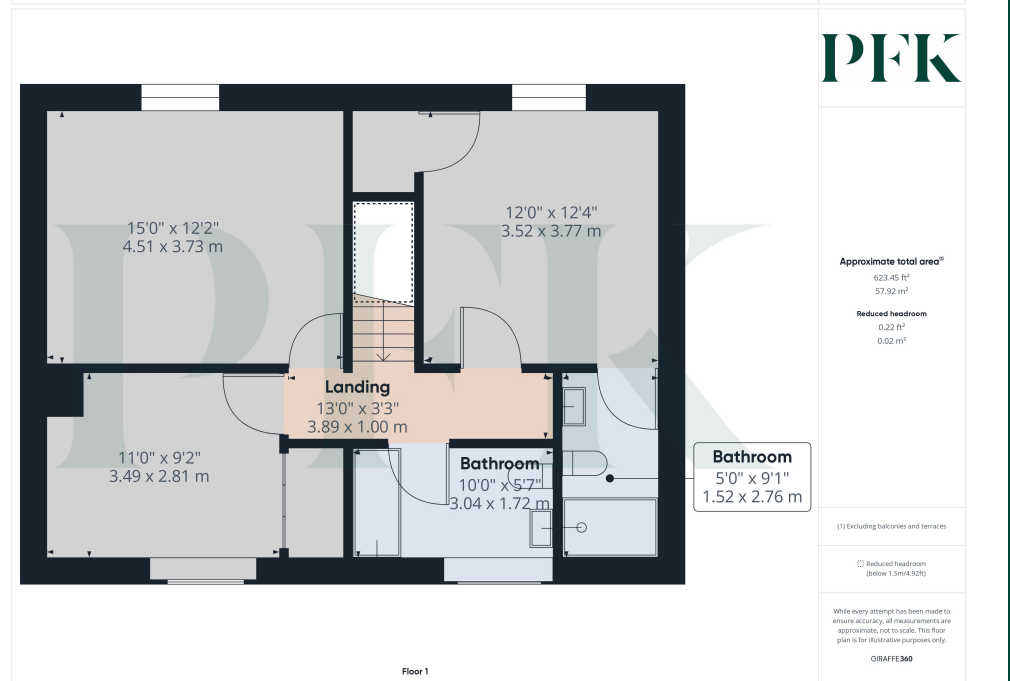 PFK
15'0" x 12'2"
4.51 x 3.73 m
12'0" x 12'4"
3.52 x 3.77 m
PFK
Landing
13'0" x 3'3"
3.89 x 1.00 m
11'0" x 9'2"
3.49 x 2.81 m
Bathroom
10'0" x 5'7"
3.04 x 1.72 m
Bathroom
5'0" x 9'1"
1.52 x 2.76 m
Floor 1
Approximate total area⁽¹⁾
623.45 ft²
57.92 m²
Reduced headroom
0.22 ft²
0.02 m²
(1) Excluding balconies and terraces
Reduced headroom
(below 1.5m/4.92ft)
While every attempt has been made to
ensure accuracy, all measurements are
approximate, not to scale. This floor
plan is for illustrative purposes only.
GIRAFFE360